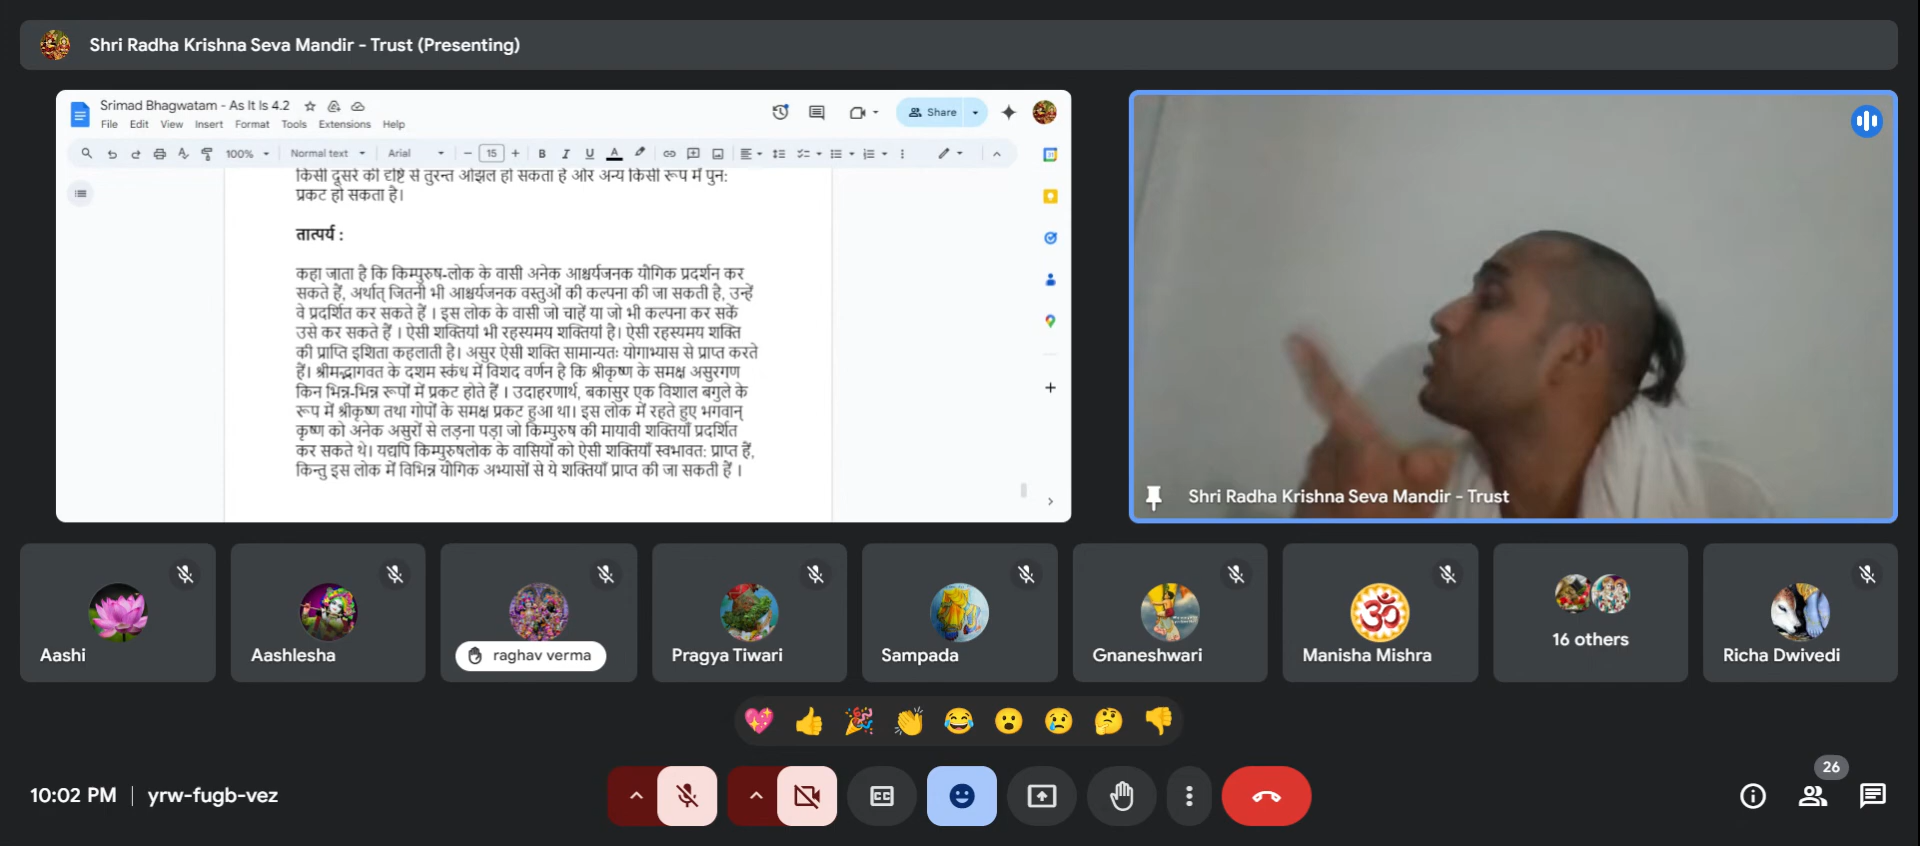 Shri Radha Krishna Seva Mandir - Trust (Presenting)
Srimad Bhagwatam - As It Is 4.2
File Edit View Insert Format Tools Extensions Help
Share
100% Normal text Arial 15 B I U A
किसी दूसरे की दृष्टि से तुरन्त ओझल हो सकता है और अन्य किसी रूप में पुन:
प्रकट हो सकता है।
तात्पर्य :
कहा जाता है कि किम्पुरुष-लोक के वासी अनेक आश्चर्यजनक यौगिक प्रदर्शन कर
सकते हैं, अर्थात् जितनी भी आश्चर्यजनक वस्तुओं की कल्पना की जा सकती है, उन्हें
वे प्रदर्शित कर सकते हैं । इस लोक के वासी जो चाहें या जो भी कल्पना कर सकें
उसे कर सकते हैं । ऐसी शक्तियां भी रहस्यमय शक्तियां है। ऐसी रहस्यमय शक्ति
की प्राप्ति इशिता कहलाती है। असुर ऐसी शक्ति सामान्यतः योगाभ्यास से प्राप्त करते
हैं। श्रीमद्भागवत के दशम स्कंध में विशद वर्णन है कि श्रीकृष्ण के समक्ष असुरगण
किन भिन्न-भिन्न रूपों में प्रकट होते हैं । उदाहरणार्थ, बकासुर एक विशाल बगुले के
रूप में श्रीकृष्ण तथा गोपों के समक्ष प्रकट हुआ था। इस लोक में रहते हुए भगवान्
कृष्ण को अनेक असुरों से लड़ना पड़ा जो किम्पुरुष की मायावी शक्तियाँ प्रदर्शित
कर सकते थे। यद्यपि किम्पुरुषलोक के वासियों को ऐसी शक्तियाँ स्वभावत: प्राप्त हैं,
किन्तु इस लोक में विभिन्न यौगिक अभ्यासों से ये शक्तियाँ प्राप्त की जा सकती हैं ।
Shri Radha Krishna Seva Mandir - Trust
Aashi
Aashlesha
raghav verma
Pragya Tiwari
Sampada
Gnaneshwari
Manisha Mishra
16 others
Richa Dwivedi
10:02 PM | yrw-fugb-vez
CC
26